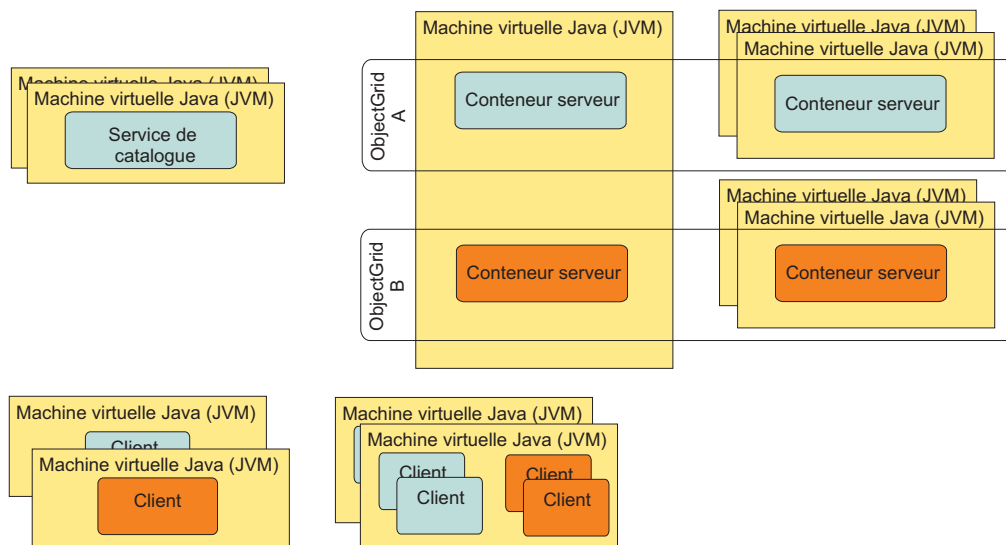 Machine virtuelle Java (JVM)
Machine virtuelle Java (JVM)
Service de
catalogue
Machine virtuelle Java (JVM)
Machine virtuelle Java (JVM)
Machine virtuelle Java (JVM)
ObjectGrid
A
Conteneur serveur
Conteneur serveur
Machine virtuelle Java (JVM)
Machine virtuelle Java (JVM)
ObjectGrid
B
Conteneur serveur
Conteneur serveur
Machine virtuelle Java (JVM)
Client
Machine virtuelle Java (JVM)
Client
Machine virtuelle Java (JVM)
Machine virtuelle Java (JVM)
Client
Client
Client
Client